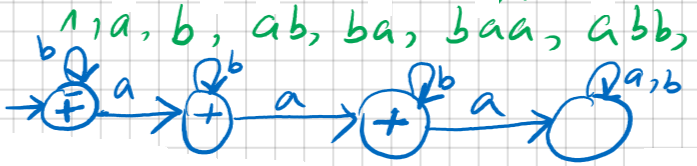 Λ, a, b, ab, ba, baa, abb,
b a b a b a a,b
± + +